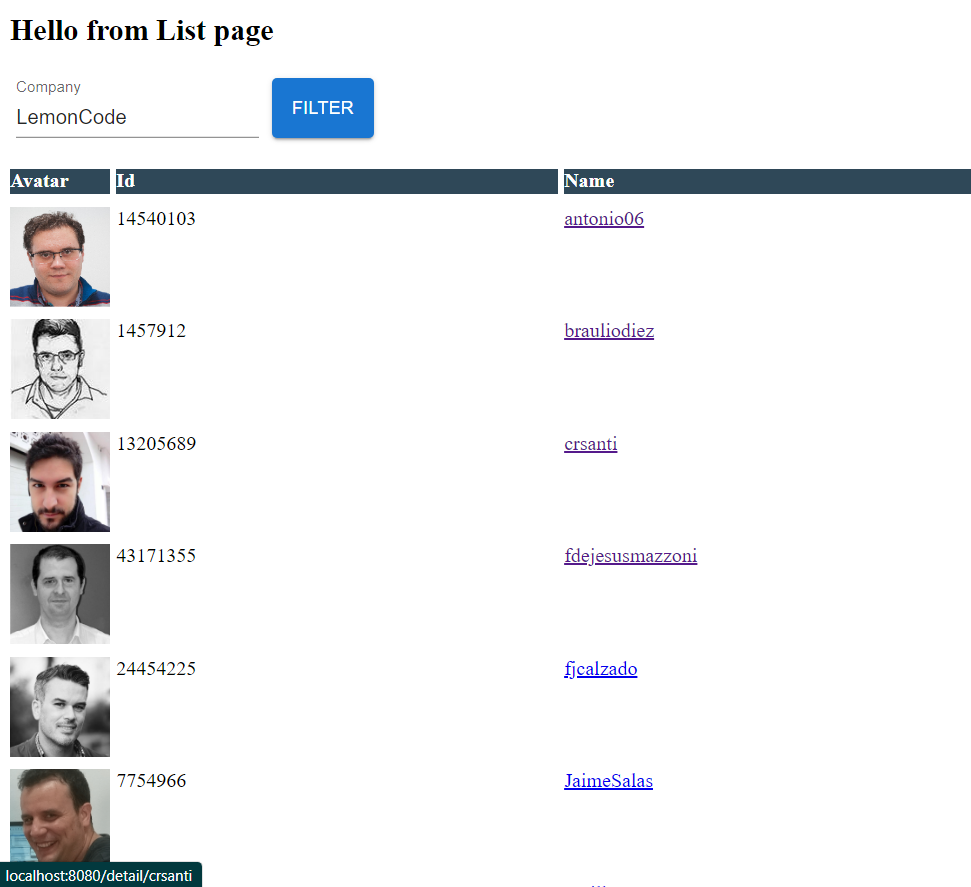 Hello from List page
Company
LemonCode
FILTER
Avatar Id Name
14540103 antonio06
1457912 brauliodiez
13205689 crsanti
43171355 fdejesusmazzoni
24454225 fjcalzado
7754966 JaimeSalas
localhost:8080/detail/crsanti